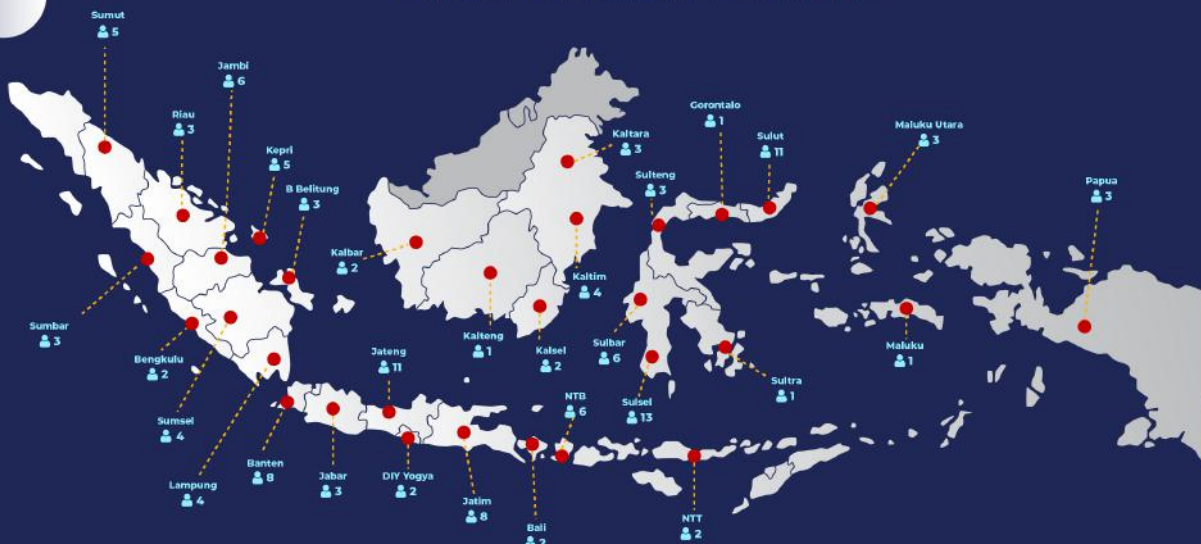 Sumut
5
Jambi
6
Riau
3
Kepri
5
B Belitung
3
Kaltara
3
Gorontalo
1
Sulut
11
Maluku Utara
3
Sulteng
3
Papua
3
Kalbar
2
Kaltim
4
Sumbar
3
Bengkulu
2
Sumsel
4
Lampung
4
Kalteng
1
Kalsel
2
Sulbar
6
Maluku
1
Jateng
11
Sultra
1
NTB
6
Sulsel
13
Banten
8
Jabar
3
DIY Yogya
2
Jatim
8
Bali
2
NTT
2